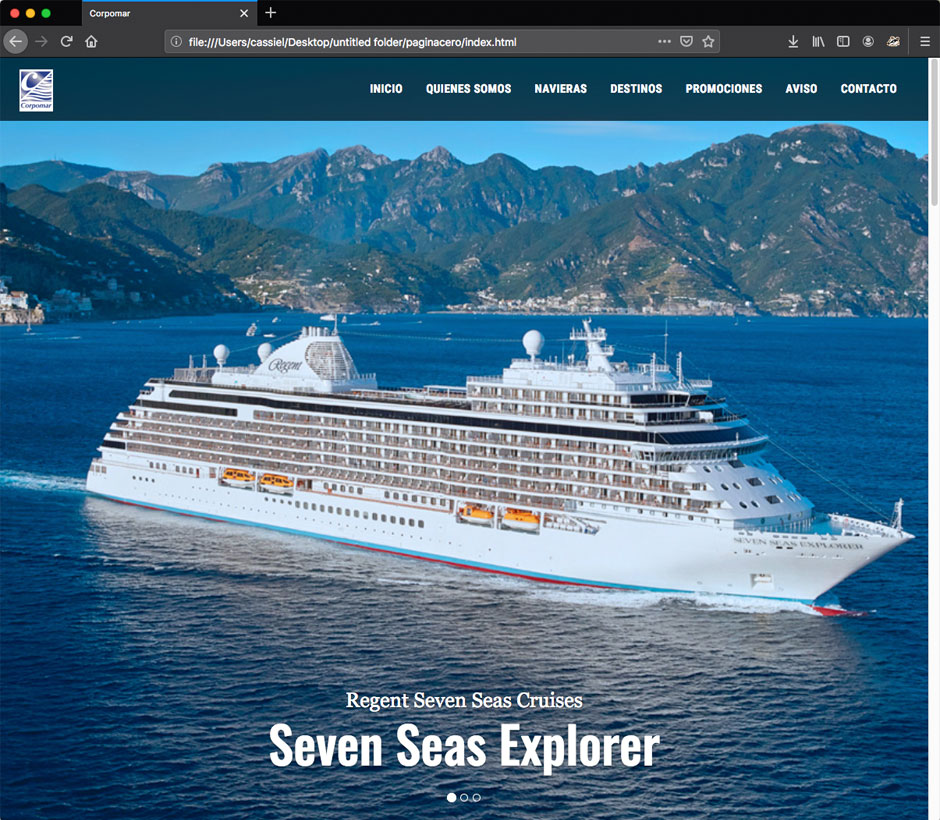 Corpomar
file:///Users/cassiel/Desktop/untitled folder/paginacero/index.html
Corpomar
INICIO QUIENES SOMOS NAVIERAS DESTINOS PROMOCIONES AVISO CONTACTO
Regent
SEVEN SEAS EXPLORER
Regent Seven Seas Cruises
Seven Seas Explorer